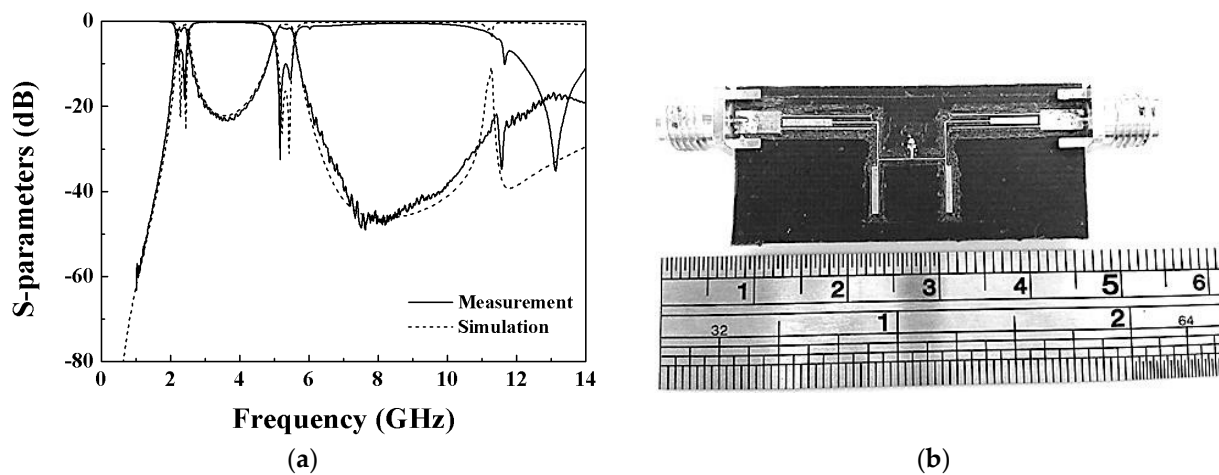 S-parameters (dB)
0
-20
-40
-60
-80
Measurement
Simulation
0 2 4 6 8 10 12 14
Frequency (GHz)
(a)
1 2 3 4 5 6
32 1 2 64
(b)